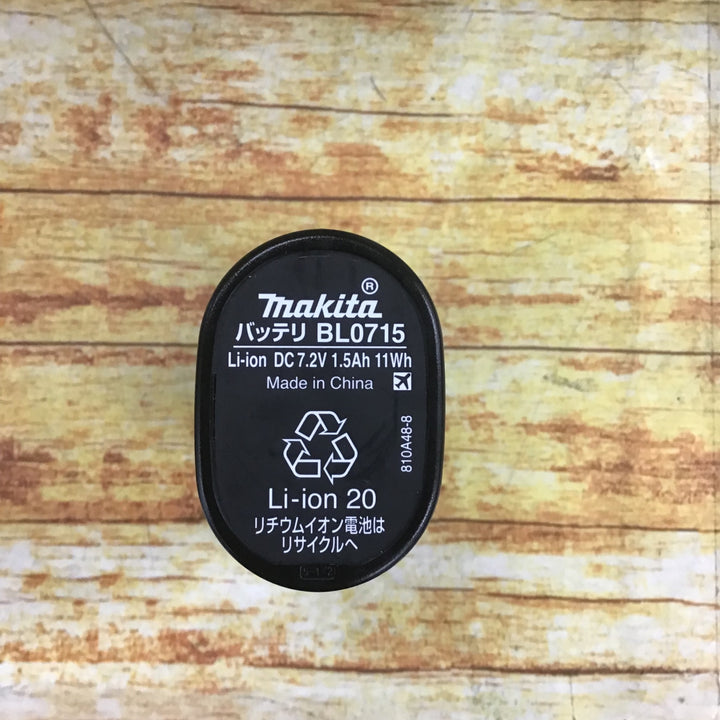 makita®
バッテリ BL0715
Li-ion DC 7.2V 1.5Ah 11Wh
Made in China
810A48-8
Li-ion 20
リチウムイオン電池は
リサイクルへ